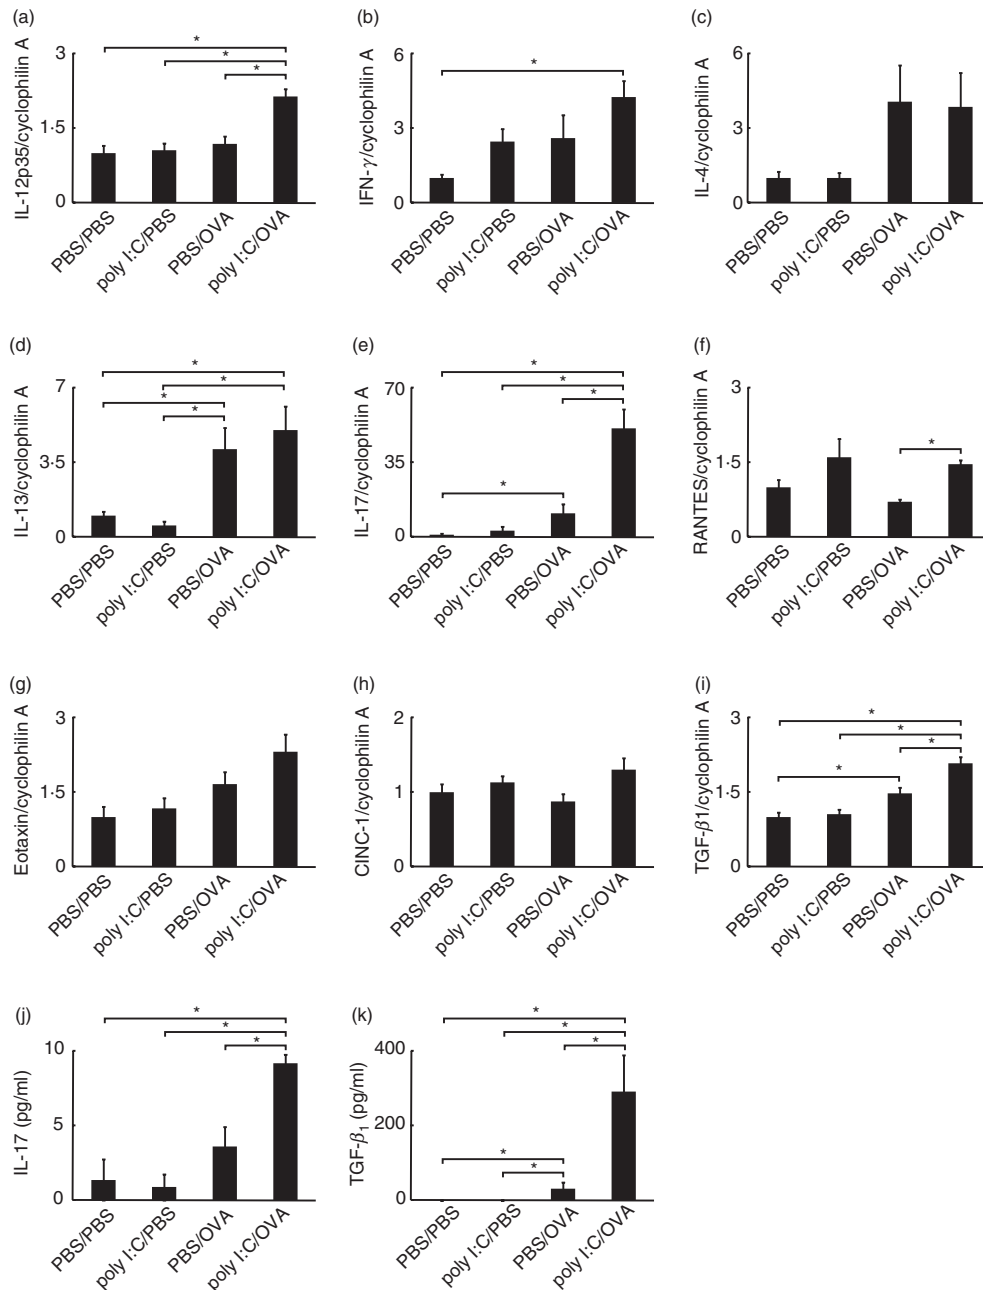 (a)
IL-12p35/cyclophilin A
3
1·5
0
*
*
*
PBS/PBS
poly I:C/PBS
PBS/OVA
poly I:C/OVA
(b)
IFN-γ/cyclophilin A
6
3
0
*
PBS/PBS
poly I:C/PBS
PBS/OVA
poly I:C/OVA
(c)
IL-4/cyclophilin A
6
3
0
PBS/PBS
poly I:C/PBS
PBS/OVA
poly I:C/OVA
(d)
IL-13/cyclophilin A
7
3·5
0
*
*
*
*
PBS/PBS
poly I:C/PBS
PBS/OVA
poly I:C/OVA
(e)
IL-17/cyclophilin A
70
35
0
*
*
*
*
PBS/PBS
poly I:C/PBS
PBS/OVA
poly I:C/OVA
(f)
RANTES/cyclophilin A
3
1·5
0
*
PBS/PBS
poly I:C/PBS
PBS/OVA
poly I:C/OVA
(g)
Eotaxin/cyclophilin A
3
1·5
0
PBS/PBS
poly I:C/PBS
PBS/OVA
poly I:C/OVA
(h)
CINC-1/cyclophilin A
2
1
0
PBS/PBS
poly I:C/PBS
PBS/OVA
poly I:C/OVA
(i)
TGF-β1/cyclophilin A
3
1·5
0
*
*
*
*
PBS/PBS
poly I:C/PBS
PBS/OVA
poly I:C/OVA
(j)
IL-17 (pg/ml)
10
5
0
*
*
*
PBS/PBS
poly I:C/PBS
PBS/OVA
poly I:C/OVA
(k)
TGF-β₁ (pg/ml)
400
200
0
*
*
*
*
*
PBS/PBS
poly I:C/PBS
PBS/OVA
poly I:C/OVA